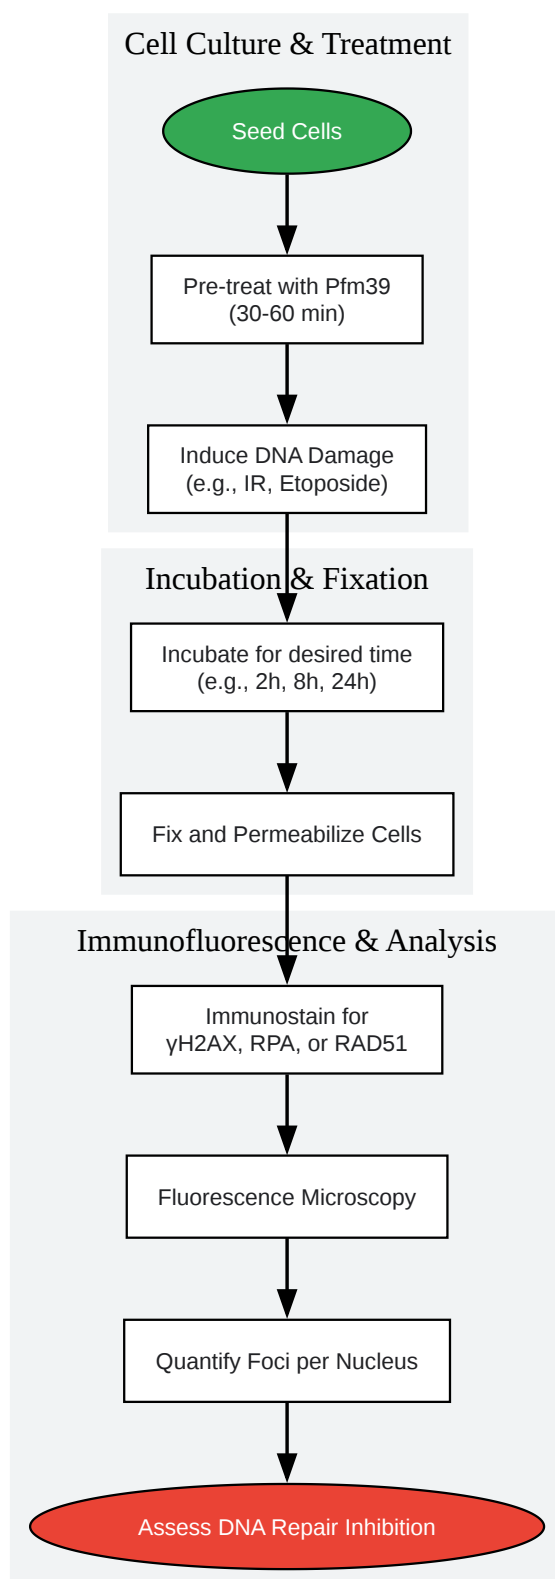 Cell Culture & Treatment
Seed Cells
Pre-treat with Pfm39
(30-60 min)
Induce DNA Damage
(e.g., IR, Etoposide)
Incubation & Fixation
Incubate for desired time
(e.g., 2h, 8h, 24h)
Fix and Permeabilize Cells
Immunofluorescence & Analysis
Immunostain for
γH2AX, RPA, or RAD51
Fluorescence Microscopy
Quantify Foci per Nucleus
Assess DNA Repair Inhibition